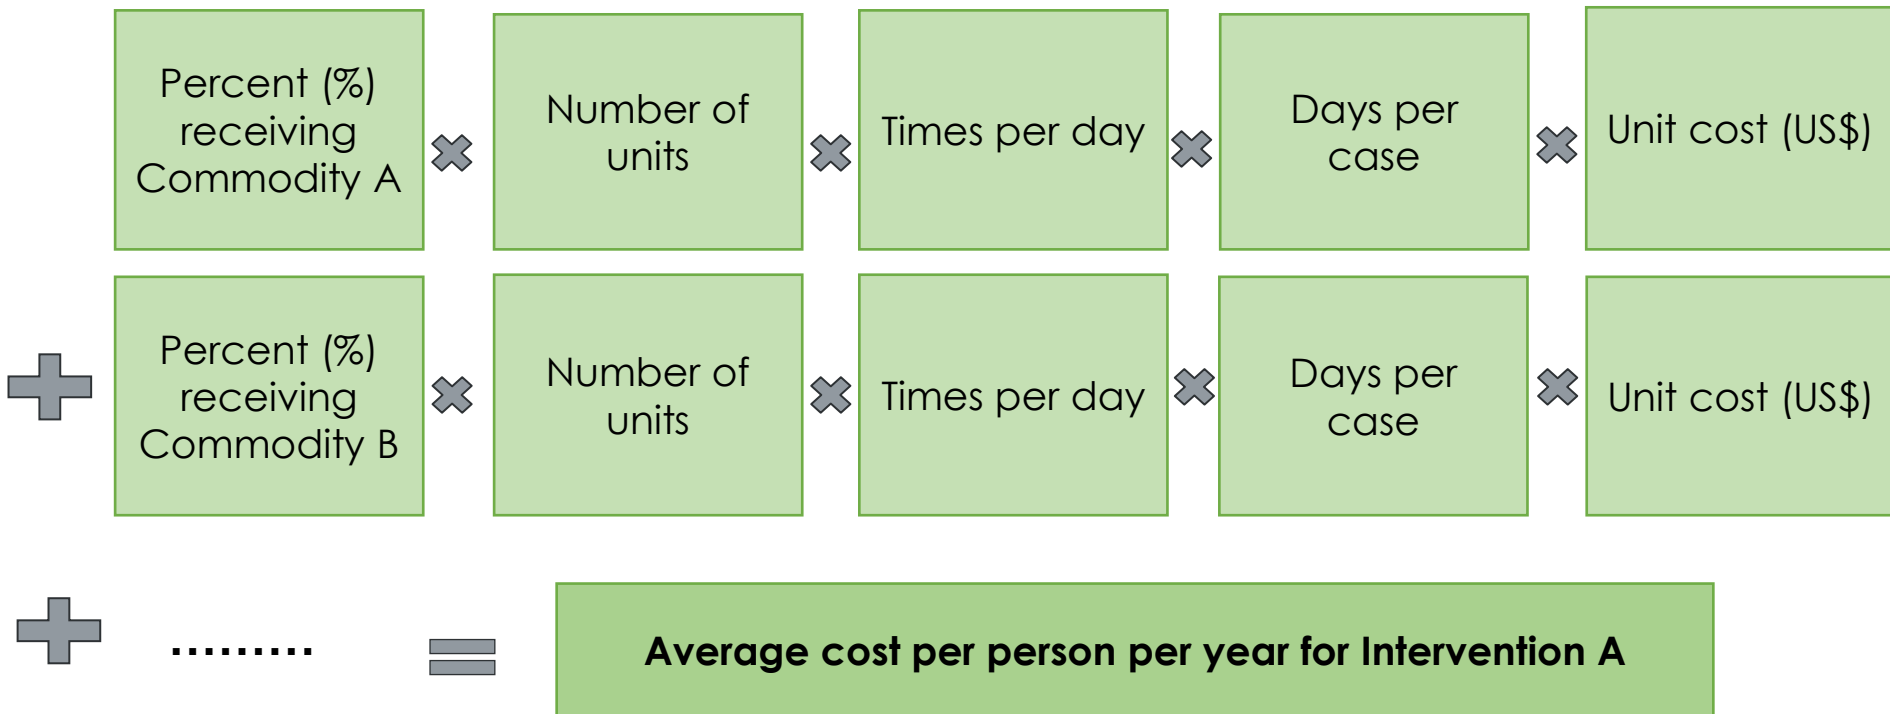 Percent (%)
receiving
Commodity A
Number of
units
Times per day
Days per
case
Unit cost (US$)
Percent (%)
receiving
Commodity B
Number of
units
Times per day
Days per
case
Unit cost (US$)
.........
Average cost per person per year for Intervention A